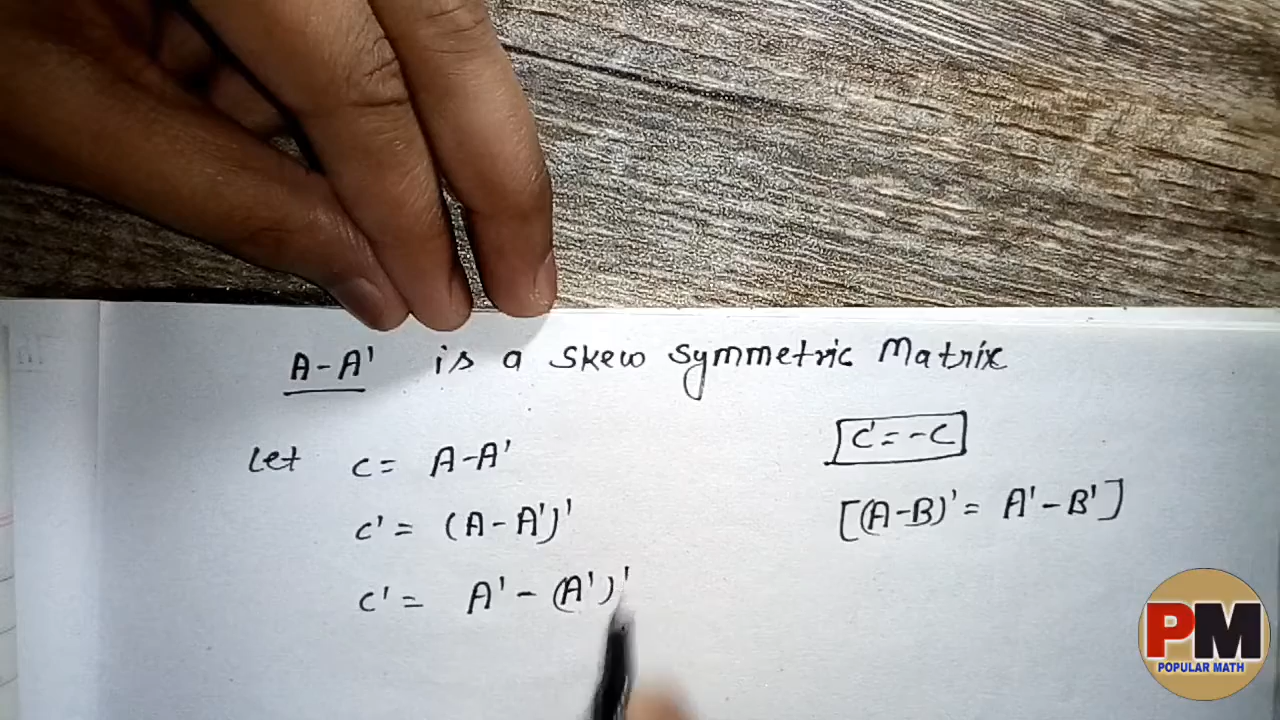 A-A' is a Skew Symmetric Matrix
Let C = A-A'
C' = -C
C' = (A-A')'
[(A-B)' = A'-B']
C' = A' - (A')'
PM
POPULAR MATH